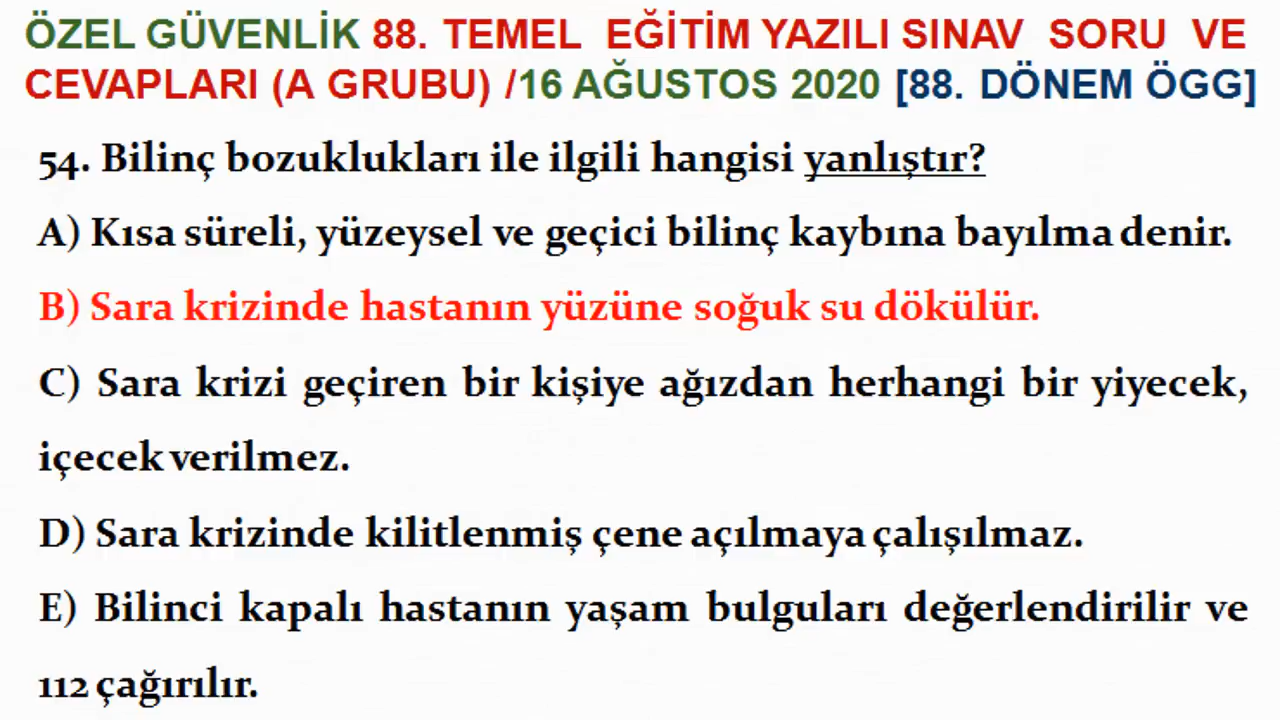 ÖZEL GÜVENLİK 88. TEMEL EĞİTİM YAZILI SINAV SORU VE
CEVAPLARI (A GRUBU) /16 AĞUSTOS 2020 [88. DÖNEM ÖGG]
54. Bilinç bozuklukları ile ilgili hangisi yanlıştır?
A) Kısa süreli, yüzeysel ve geçici bilinç kaybına bayılma denir.
B) Sara krizinde hastanın yüzüne soğuk su dökülür.
C) Sara krizi geçiren bir kişiye ağızdan herhangi bir yiyecek,
içecek verilmez.
D) Sara krizinde kilitlenmiş çene açılmaya çalışılmaz.
E) Bilinci kapalı hastanın yaşam bulguları değerlendirilir ve
112 çağırılır.